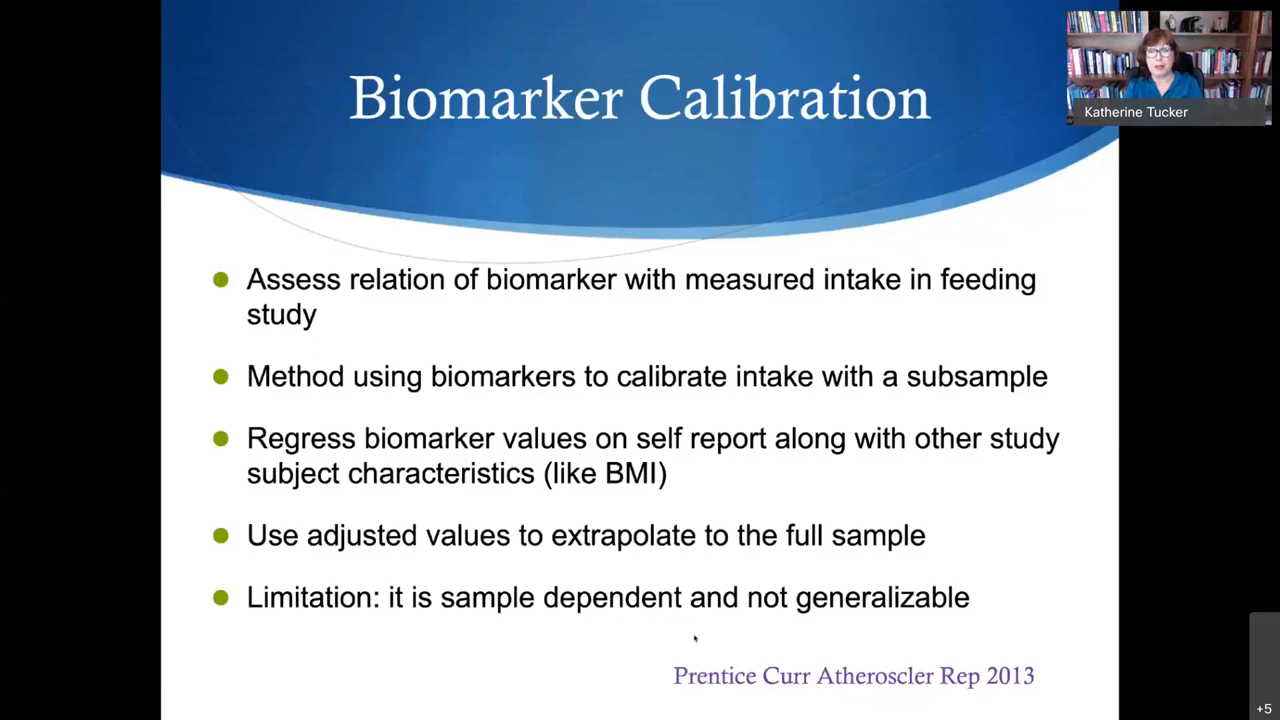 Biomarker Calibration
Katherine Tucker
Assess relation of biomarker with measured intake in feeding
study
Method using biomarkers to calibrate intake with a subsample
Regress biomarker values on self report along with other study
subject characteristics (like BMI)
Use adjusted values to extrapolate to the full sample
Limitation: it is sample dependent and not generalizable
Prentice Curr Atheroscler Rep 2013
+5